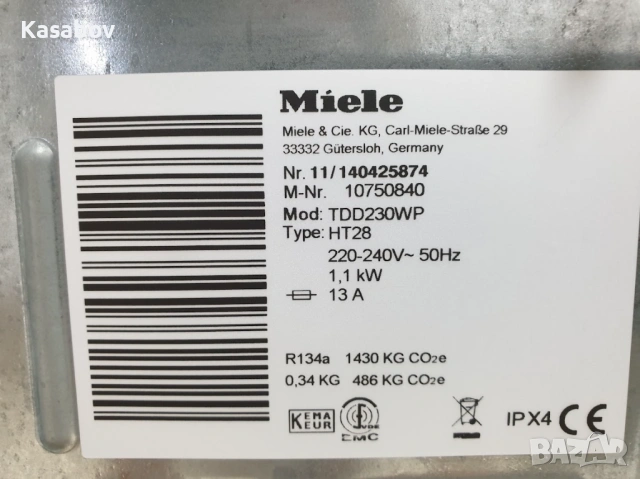 Kasabov
Miele
Miele & Cie. KG, Carl-Miele-Straße 29
33332 Gütersloh, Germany
Nr. 11/140425874
M-Nr. 10750840
Mod: TDD230WP
Type: HT28
220-240V~ 50Hz
1,1 kW
13 A
R134a 1430 KG CO2e
0,34 KG 486 KG CO2e
KEMA
KEUR
VDE
EMC
IPX4 CE
BAZAR